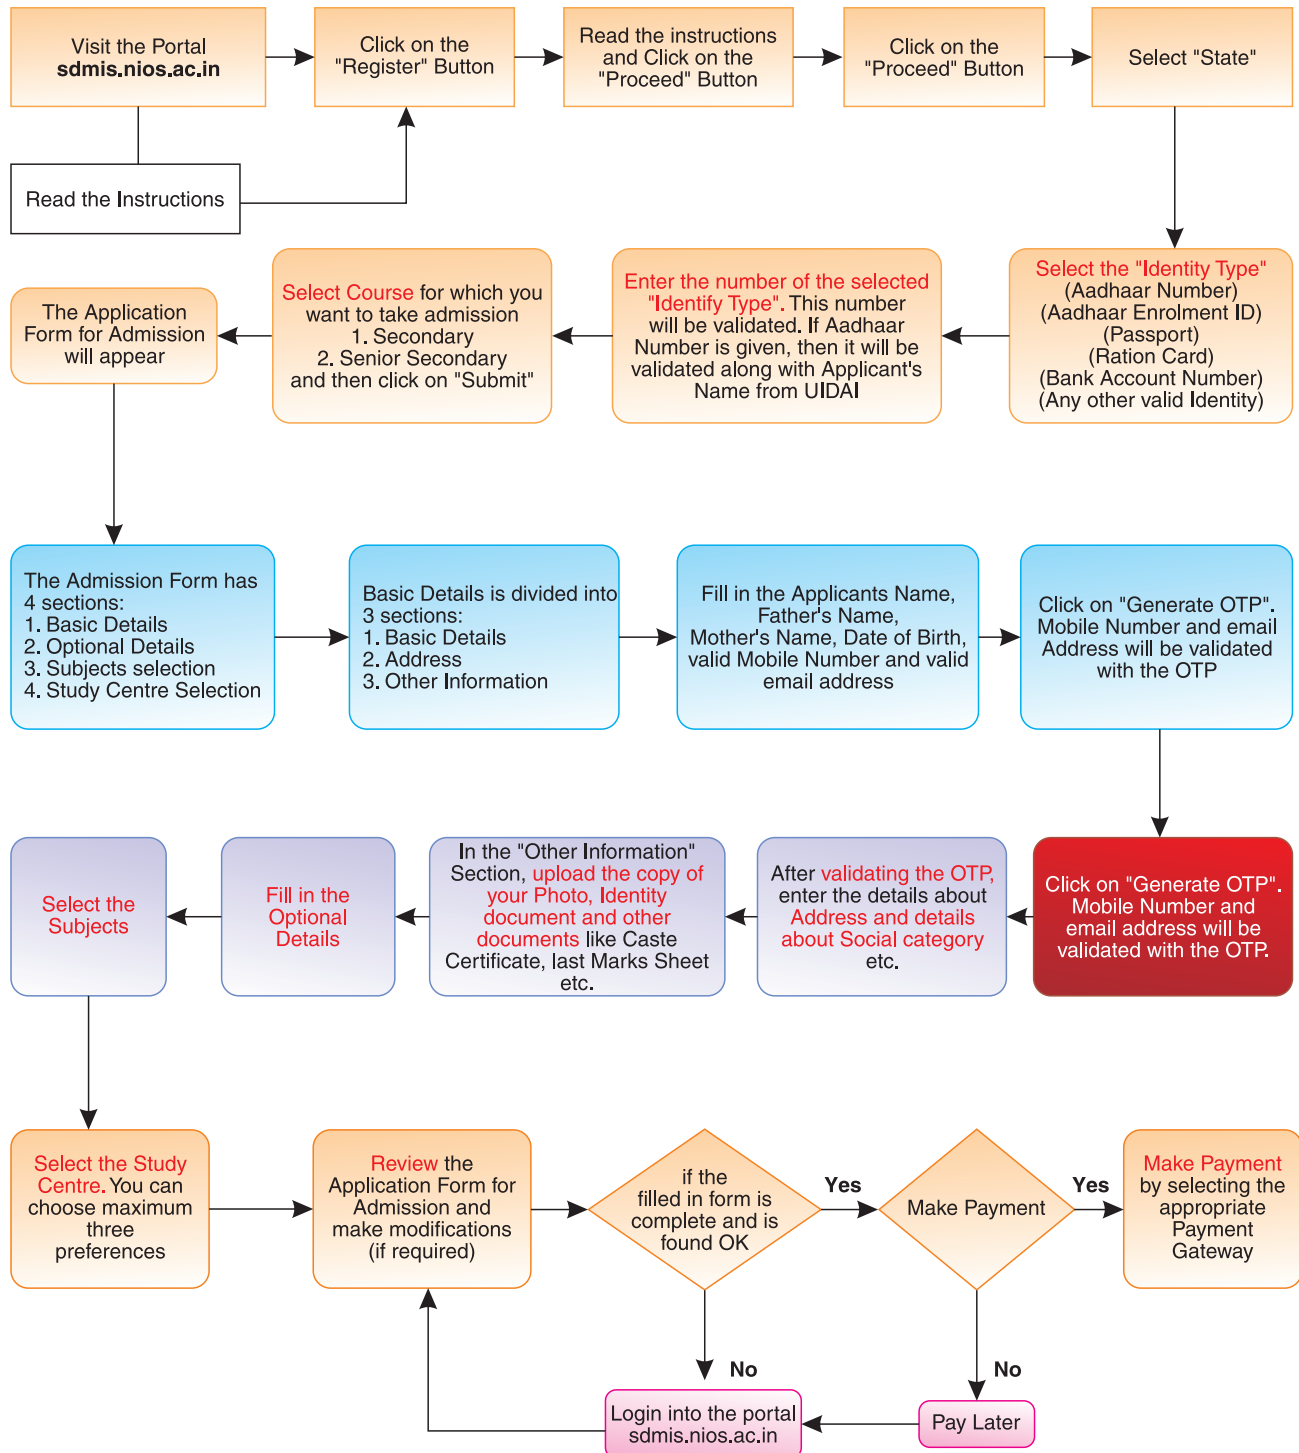 Visit the Portal
sdmis.nios.ac.in
Click on the
"Register" Button
Read the instructions
and Click on the
"Proceed" Button
Click on the
"Proceed" Button
Select "State"
Read the Instructions
Select the "Identity Type"
(Aadhaar Number)
(Aadhaar Enrolment ID)
(Passport)
(Ration Card)
(Bank Account Number)
(Any other valid Identity)
Enter the number of the selected
"Identify Type". This number
will be validated. If Aadhaar
Number is given, then it will be
validated along with Applicant's
Name from UIDAI
Select Course for which you
want to take admission
1. Secondary
2. Senior Secondary
and then click on "Submit"
The Application
Form for Admission
will appear
The Admission Form has
4 sections:
1. Basic Details
2. Optional Details
3. Subjects selection
4. Study Centre Selection
Basic Details is divided into
3 sections:
1. Basic Details
2. Address
3. Other Information
Fill in the Applicants Name,
Father's Name,
Mother's Name, Date of Birth,
valid Mobile Number and valid
email address
Click on "Generate OTP".
Mobile Number and email
Address will be validated
with the OTP
Click on "Generate OTP".
Mobile Number and
email address will be
validated with the OTP.
After validating the OTP,
enter the details about
Address and details
about Social category
etc.
In the "Other Information"
Section, upload the copy of
your Photo, Identity
document and other
documents like Caste
Certificate, last Marks Sheet
etc.
Fill in the
Optional
Details
Select the
Subjects
Select the Study
Centre. You can
choose maximum
three
preferences
Review the
Application Form for
Admission and
make modifications
(if required)
if the
filled in form is
complete and is
found OK
Yes
Make Payment
Yes
Make Payment
by selecting the
appropriate
Payment
Gateway
No
No
Login into the portal
sdmis.nios.ac.in
Pay Later